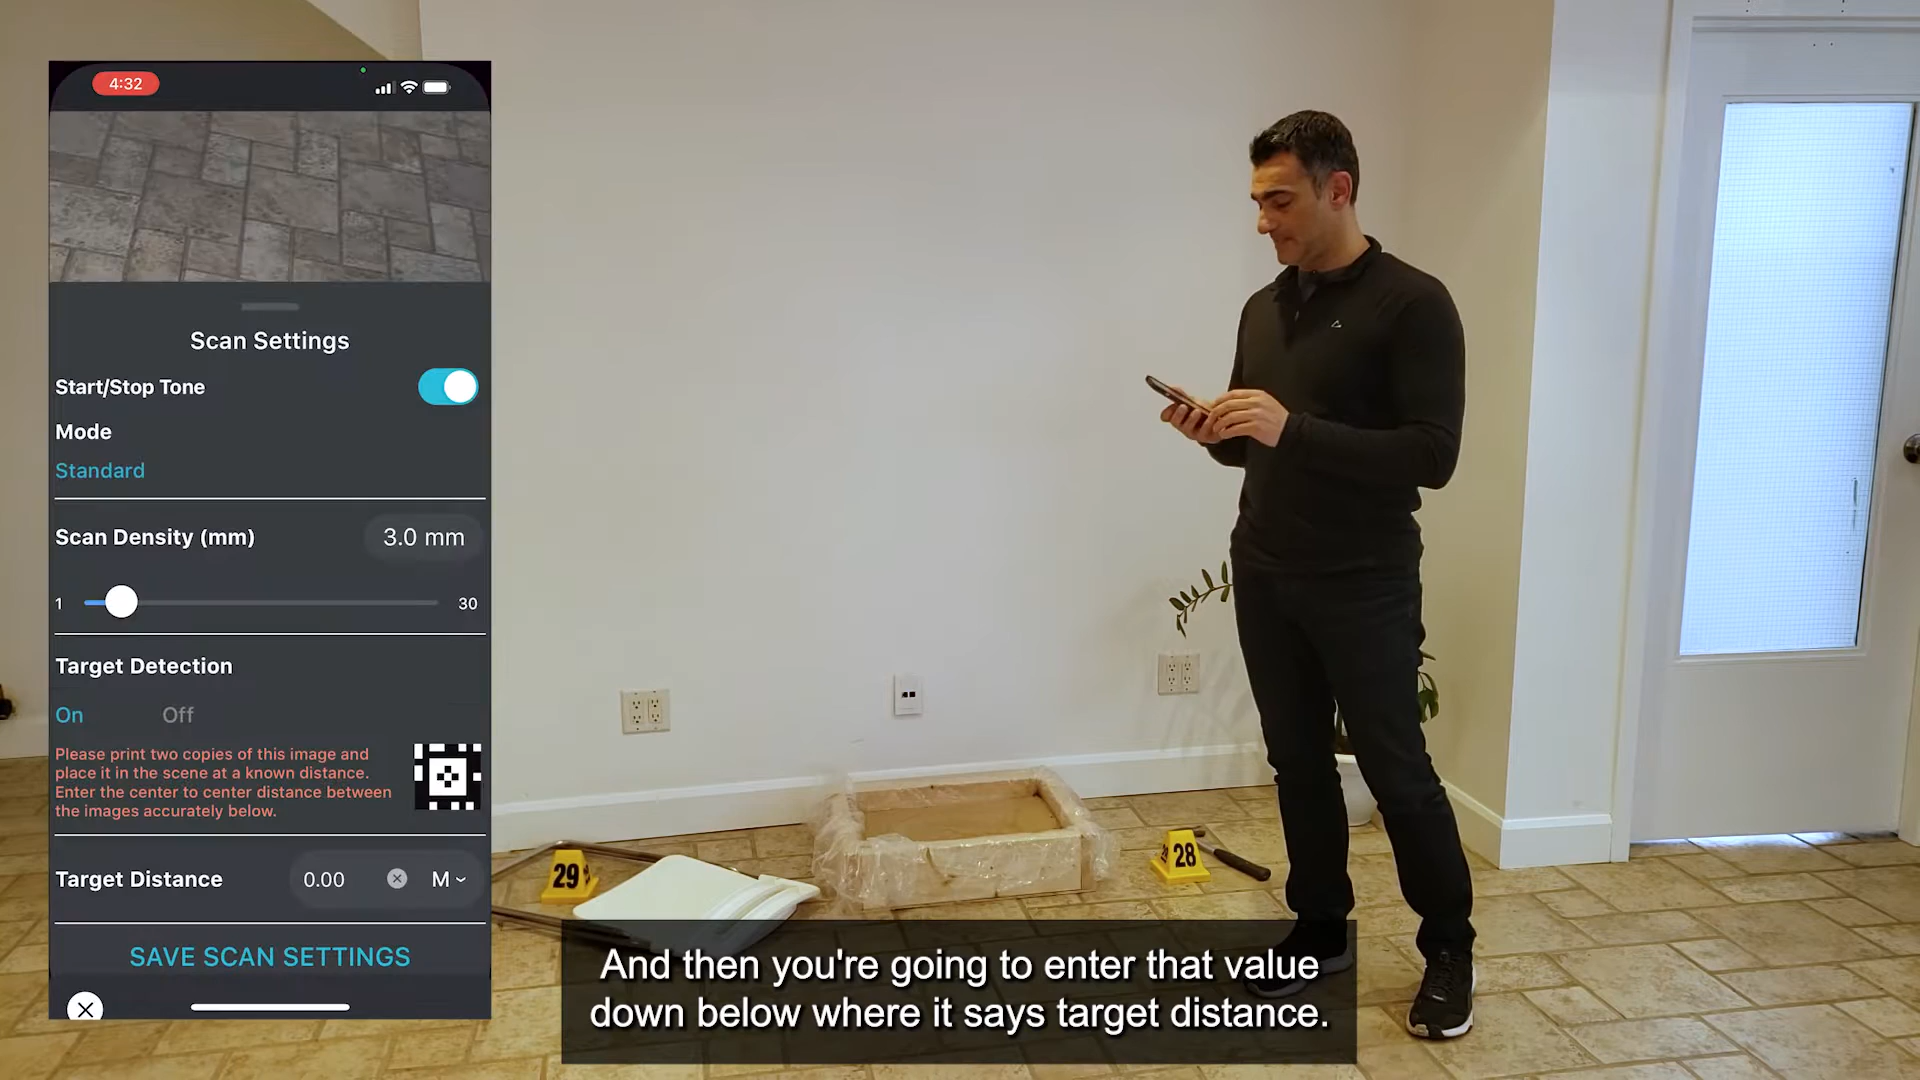 4:32
Scan Settings
Start/Stop Tone
Mode
Standard
Scan Density (mm) 3.0 mm
1 30
Target Detection
On Off
Please print two copies of this image and
place it in the scene at a known distance.
Enter the center to center distance between
the images accurately below.
Target Distance 0.00 M
SAVE SCAN SETTINGS
29
28
And then you're going to enter that value
down below where it says target distance.